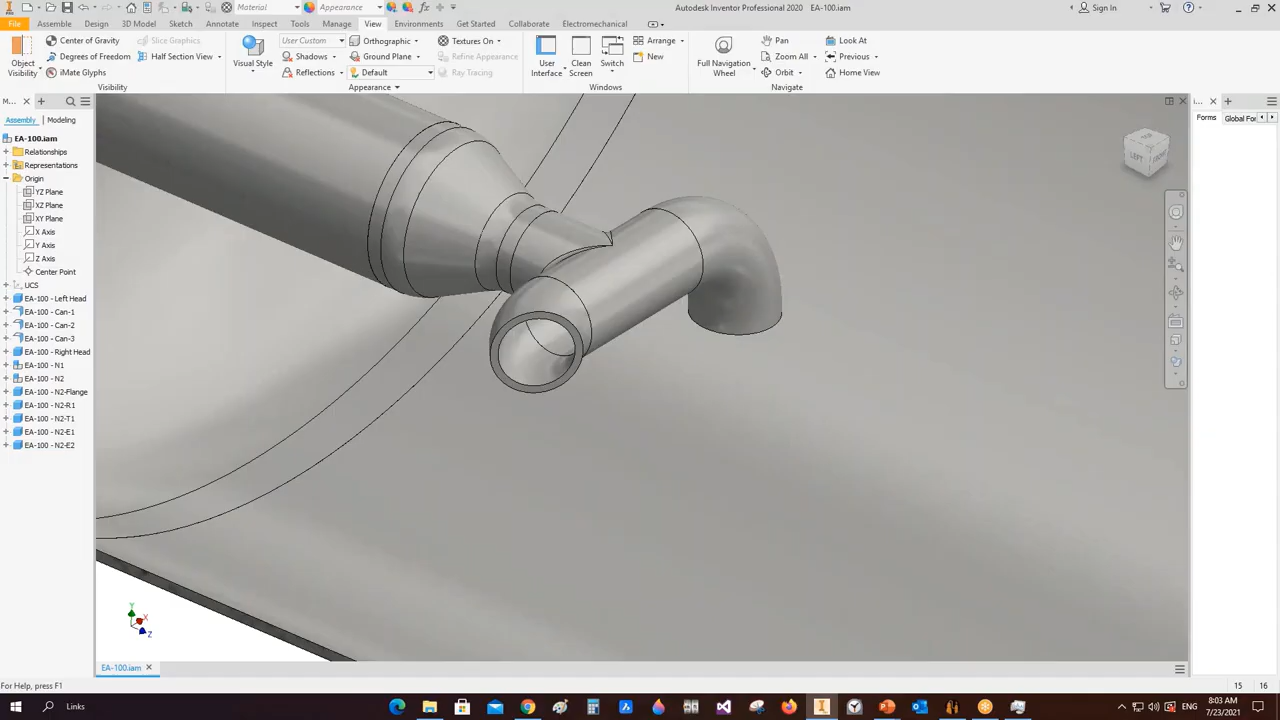 Material
Appearance
Autodesk Inventor Professional 2020 EA-100.iam
Sign In
File Assemble Design 3D Model Sketch Annotate Inspect Tools Manage View Environments Get Started Collaborate Electromechanical
Object Visibility
Center of Gravity
Degrees of Freedom
iMate Glyphs
Slice Graphics
Half Section View
Visibility
Visual Style
User Custom
Shadows
Reflections
Orthographic
Ground Plane
Default
Textures On
Refine Appearance
Ray Tracing
Appearance
User Interface
Clean Screen
Switch
Arrange
New
Windows
Full Navigation Wheel
Pan
Zoom All
Orbit
Look At
Previous
Home View
Navigate
M...
Assembly Modeling
EA-100.iam
Relationships
Representations
Origin
YZ Plane
XZ Plane
XY Plane
X Axis
Y Axis
Z Axis
Center Point
UCS
EA-100 - Left Head
EA-100 - Can-1
EA-100 - Can-2
EA-100 - Can-3
EA-100 - Right Head
EA-100 - N1
EA-100 - N2
EA-100 - N2-Flange
EA-100 - N2-R1
EA-100 - N2-T1
EA-100 - N2-E1
EA-100 - N2-E2
LEFT FRONT
Forms Global Fo
Y
X
Z
EA-100.iam
For Help, press F1
15 16
Links
ENG
8:03 AM
7/23/2021